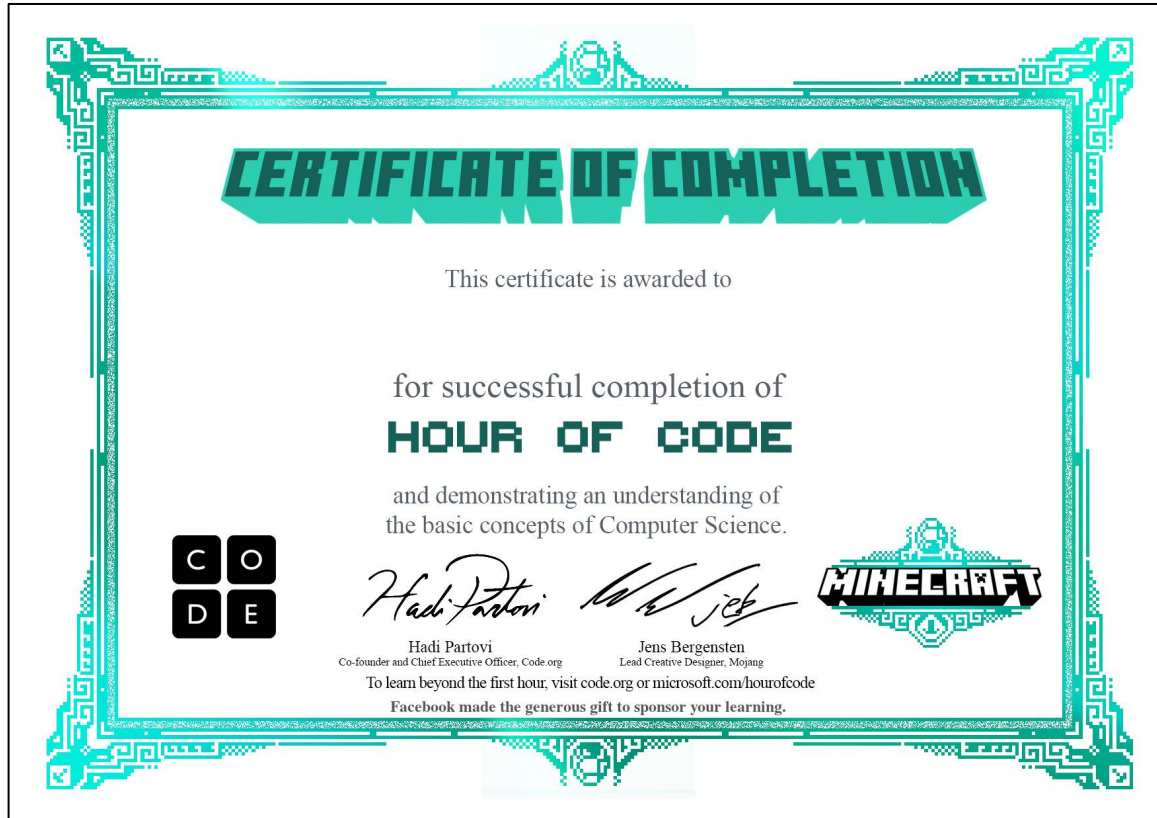 CERTIFICATE OF COMPLETION
This certificate is awarded to
for successful completion of
HOUR OF CODE
and demonstrating an understanding of
the basic concepts of Computer Science.
C O
D E
Hadi Partovi
jeb
MINECRAFT
Hadi Partovi
Co-founder and Chief Executive Officer, Code.org
Jens Bergensten
Lead Creative Designer, Mojang
To learn beyond the first hour, visit code.org or microsoft.com/hourofcode
Facebook made the generous gift to sponsor your learning.